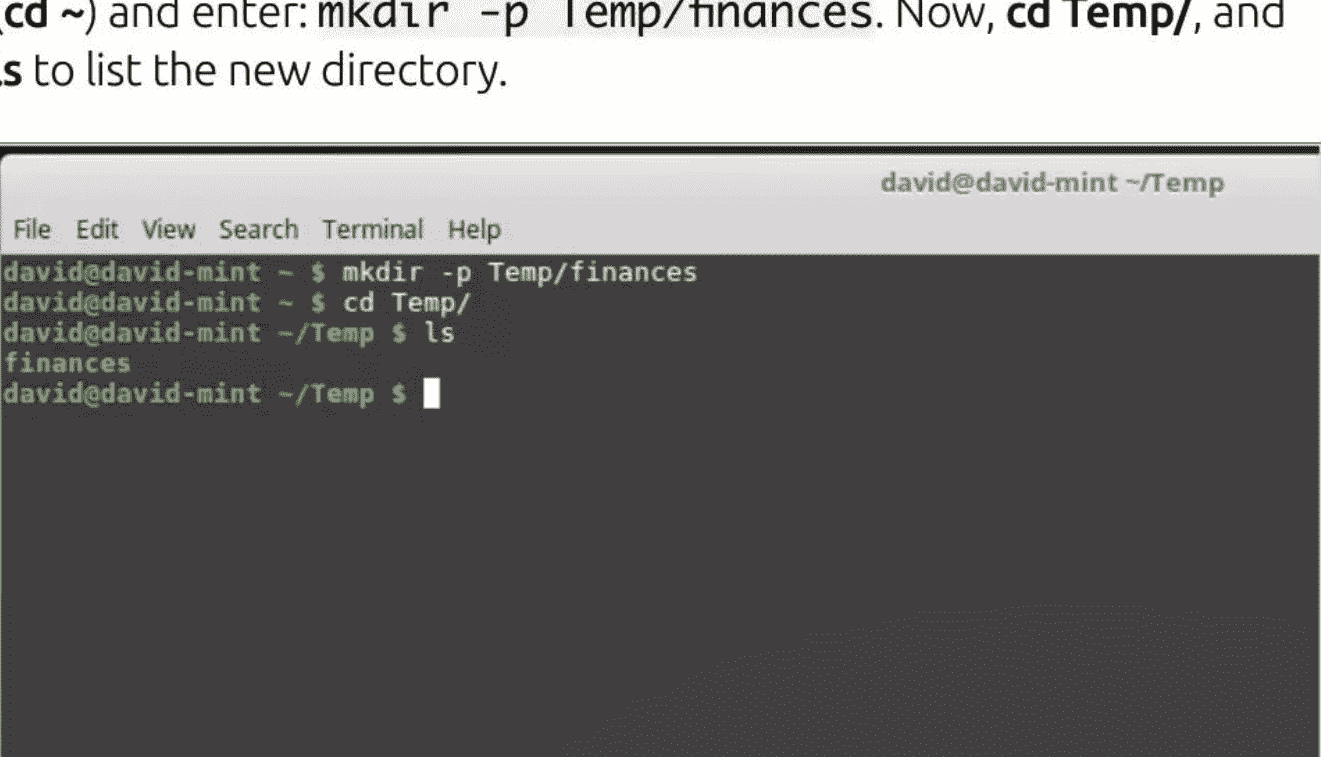 (cd ~) and enter: mkdir -p Temp/finances. Now, cd Temp/, and
ls to list the new directory.
david@david-mint ~/Temp
File Edit View Search Terminal Help
david@david-mint ~ $ mkdir -p Temp/finances
david@david-mint ~ $ cd Temp/
david@david-mint ~/Temp $ ls
finances
david@david-mint ~/Temp $